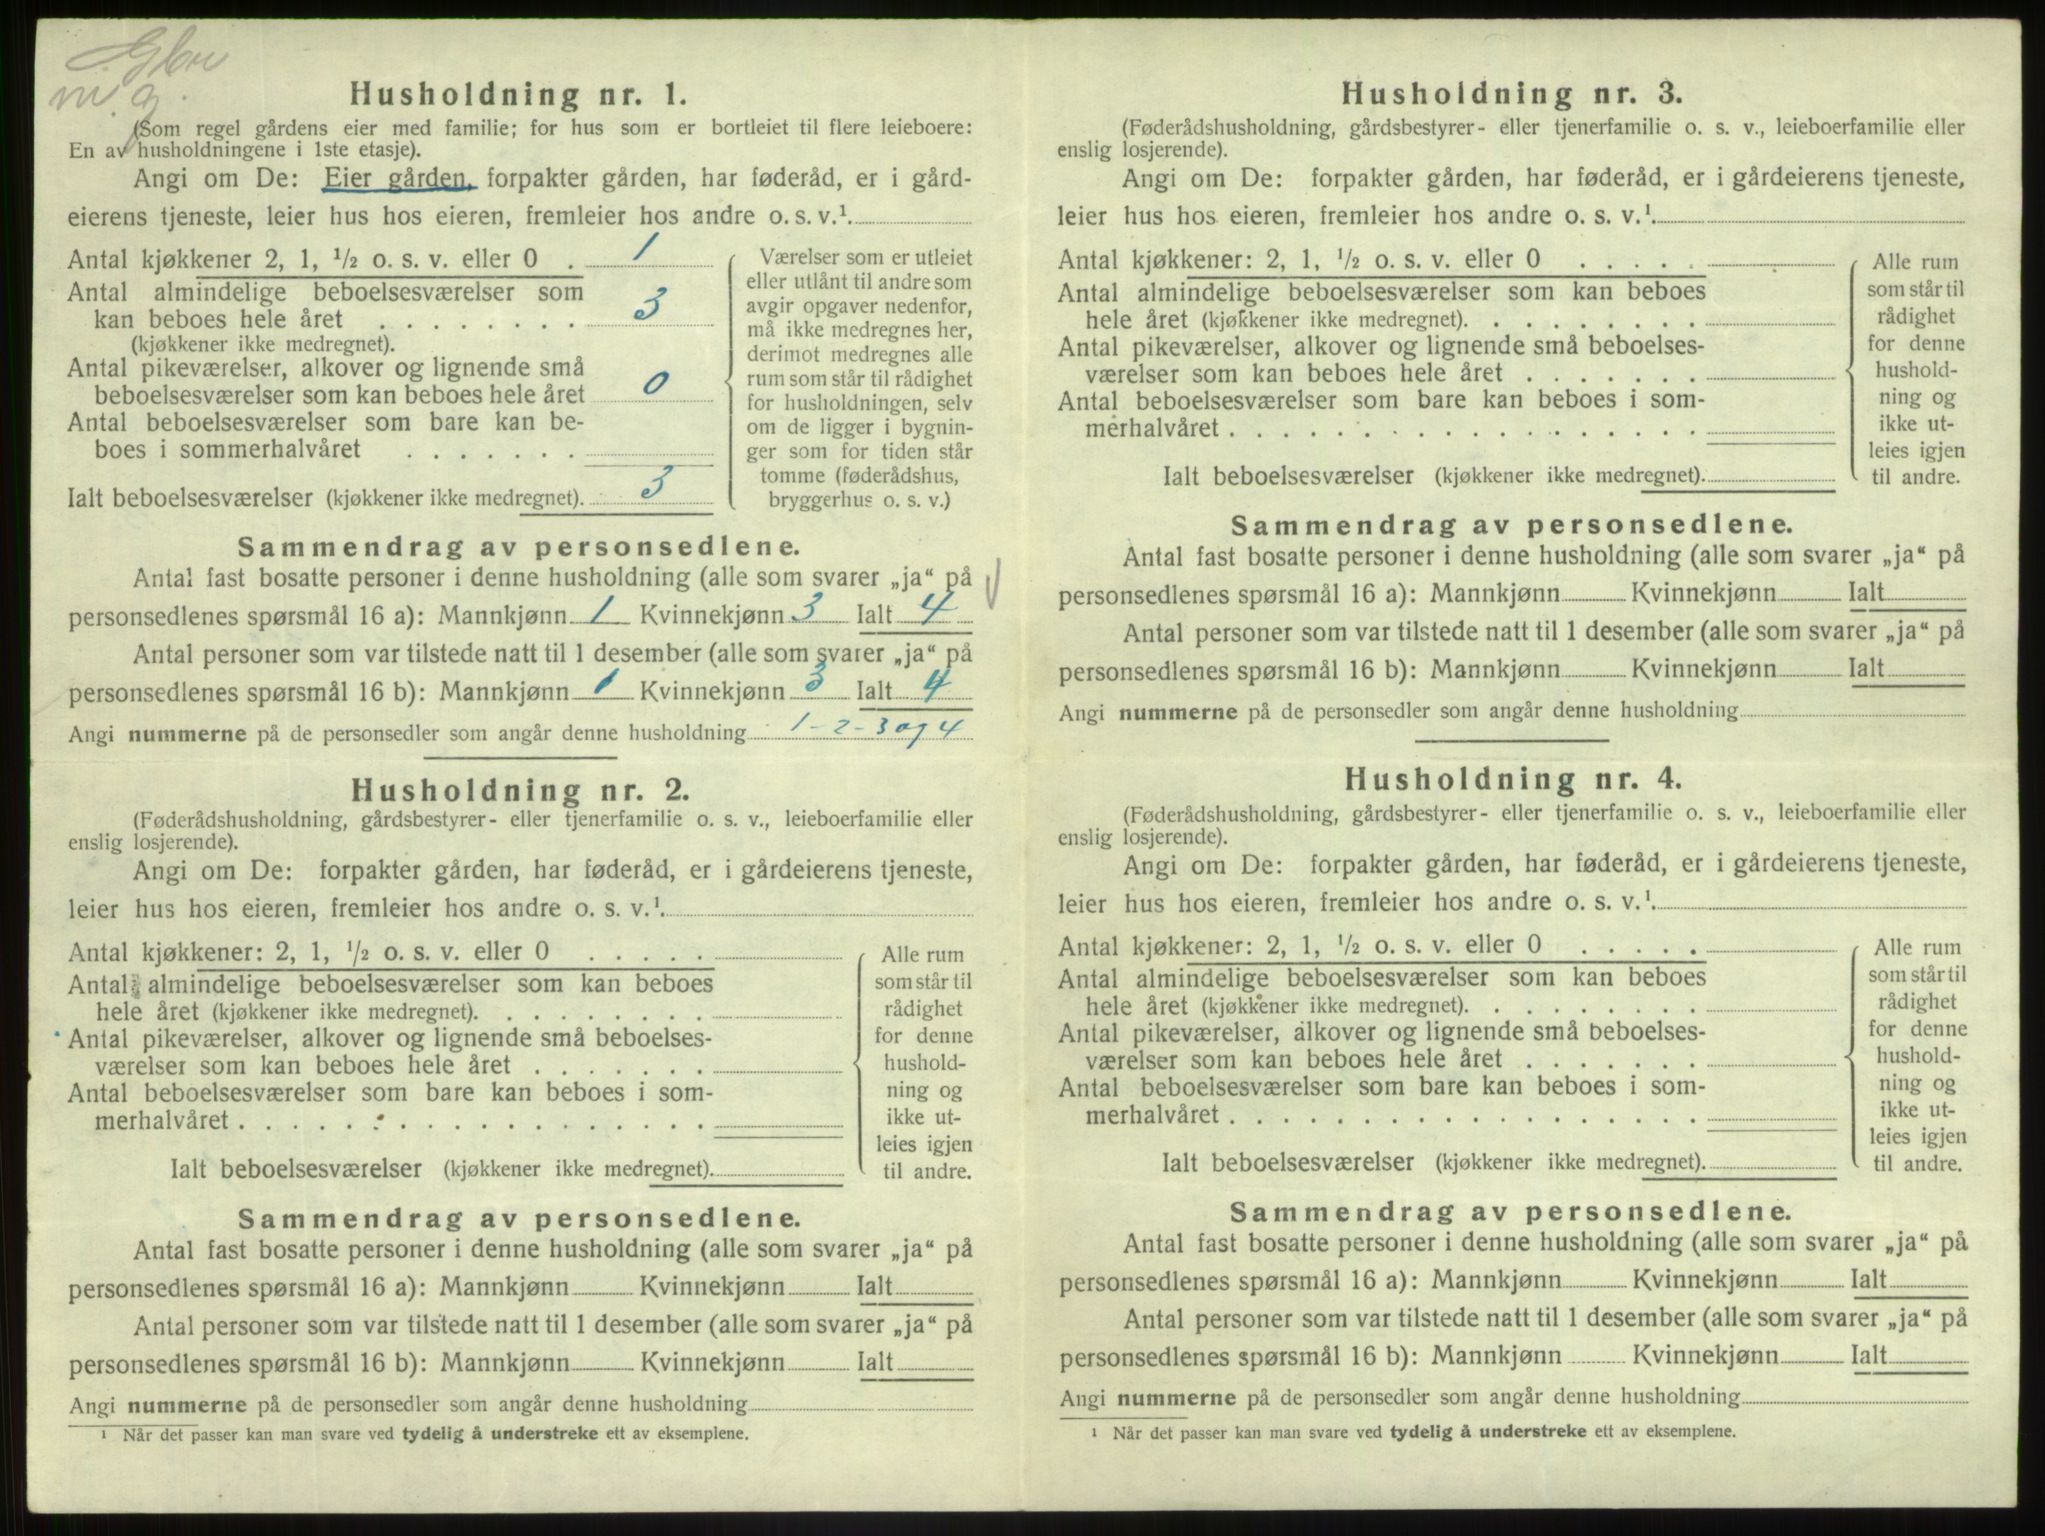 Husholdning nr. 1.
(Som regel gårdens eier med familie; for hus som er bortleiet til flere leieboere:
En av husholdningene i 1ste etasje).
Angi om De: Eier gården, forpakter gården, har føderåd, er i gård-
eierens tjeneste, leier hus hos eieren, fremleier hos andre o. s. v.¹
Antal kjøkkener 2, 1, ½ o. s. v. eller 0 . 1
Antal almindelige beboelsesværelser som
kan beboes hele året . . . . . . . . 3
(kjøkkener ikke medregnet).
Antal pikeværelser, alkover og lignende små
beboelsesværelser som kan beboes hele året 0
Antal beboelsesværelser som bare kan be-
boes i sommerhalvåret . . . . . . .
Ialt beboelsesværelser (kjøkkener ikke medregnet). 3
Værelser som er utleiet
eller utlånt til andre som
avgir opgaver nedenfor,
må ikke medregnes her,
derimot medregnes alle
rum som står til rådighet
for husholdningen, selv
om de ligger i bygnin-
ger som for tiden står
tomme (føderådshus,
bryggerhus o. s. v.)
Sammendrag av personsedlene.
Antal fast bosatte personer i denne husholdning (alle som svarer „ja“ på
personsedlenes spørsmål 16 a): Mannkjønn 1 Kvinnekjønn 3 Ialt 4
Antal personer som var tilstede natt til 1 desember (alle som svarer „ja“ på
personsedlenes spørsmål 16 b): Mannkjønn 1 Kvinnekjønn 3 Ialt 4
Angi nummerne på de personsedler som angår denne husholdning 1-2-3 og 4
Husholdning nr. 2.
(Føderådshusholdning, gårdsbestyrer- eller tjenerfamilie o. s. v., leieboerfamilie eller
enslig losjerende).
Angi om De: forpakter gården, har føderåd, er i gårdeierens tjeneste,
leier hus hos eieren, fremleier hos andre o. s. v.¹
Antal kjøkkener: 2, 1, ½ o. s. v. eller 0 . . . . .
Antal almindelige beboelsesværelser som kan beboes
hele året (kjøkkener ikke medregnet). . . . . . . . .
Antal pikeværelser, alkover og lignende små beboelses-
værelser som kan beboes hele året . . . . . . .
Antal beboelsesværelser som bare kan beboes i som-
merhalvåret . . . . . . . . . . . . . . . . . .
Ialt beboelsesværelser (kjøkkener ikke medregnet).
Alle rum
som står til
rådighet
for denne
hushold-
ning og
ikke ut-
leies igjen
til andre.
Sammendrag av personsedlene.
Antal fast bosatte personer i denne husholdning (alle som svarer „ja“ på
personsedlenes spørsmål 16 a): Mannkjønn Kvinnekjønn Ialt
Antal personer som var tilstede natt til 1 desember (alle som svarer „ja“ på
personsedlenes spørsmål 16 b): Mannkjønn Kvinnekjønn Ialt
Angi nummerne på de personsedler som angår denne husholdning
¹ Når det passer kan man svare ved tydelig å understreke ett av eksemplene.
Husholdning nr. 3.
(Føderådshusholdning, gårdsbestyrer- eller tjenerfamilie o. s. v., leieboerfamilie eller
enslig losjerende).
Angi om De: forpakter gården, har føderåd, er i gårdeierens tjeneste,
leier hus hos eieren, fremleier hos andre o. s. v.¹
Antal kjøkkener: 2, 1, ½ o. s. v. eller 0 . . . . .
Antal almindelige beboelsesværelser som kan beboes
hele året (kjøkkener ikke medregnet). . . . . . . . .
Antal pikeværelser, alkover og lignende små beboelses-
værelser som kan beboes hele året . . . . . . .
Antal beboelsesværelser som bare kan beboes i som-
merhalvåret . . . . . . . . . . . . . . . . . .
Ialt beboelsesværelser (kjøkkener ikke medregnet).
Alle rum
som står til
rådighet
for denne
hushold-
ning og
ikke ut-
leies igjen
til andre.
Sammendrag av personsedlene.
Antal fast bosatte personer i denne husholdning (alle som svarer „ja“ på
personsedlenes spørsmål 16 a): Mannkjønn Kvinnekjønn Ialt
Antal personer som var tilstede natt til 1 desember (alle som svarer „ja“ på
personsedlenes spørsmål 16 b): Mannkjønn Kvinnekjønn Ialt
Angi nummerne på de personsedler som angår denne husholdning
Husholdning nr. 4.
(Føderådshusholdning, gårdsbestyrer- eller tjenerfamilie o. s. v., leieboerfamilie eller
enslig losjerende).
Angi om De: forpakter gården, har føderåd, er i gårdeierens tjeneste,
leier hus hos eieren, fremleier hos andre o. s. v.¹
Antal kjøkkener: 2, 1, ½ o. s. v. eller 0 . . . . .
Antal almindelige beboelsesværelser som kan beboes
hele året (kjøkkener ikke medregnet). . . . . . . . .
Antal pikeværelser, alkover og lignende små beboelses-
værelser som kan beboes hele året . . . . . . .
Antal beboelsesværelser som bare kan beboes i som-
merhalvåret . . . . . . . . . . . . . . . . . .
Ialt beboelsesværelser (kjøkkener ikke medregnet).
Alle rum
som står til
rådighet
for denne
hushold-
ning og
ikke ut-
leies igjen
til andre.
Sammendrag av personsedlene.
Antal fast bosatte personer i denne husholdning (alle som svarer „ja“ på
personsedlenes spørsmål 16 a): Mannkjønn Kvinnekjønn Ialt
Antal personer som var tilstede natt til 1 desember (alle som svarer „ja“ på
personsedlenes spørsmål 16 b): Mannkjønn Kvinnekjønn Ialt
Angi nummerne på de personsedler som angår denne husholdning
¹ Når det passer kan man svare ved tydelig å understreke ett av eksemplene.